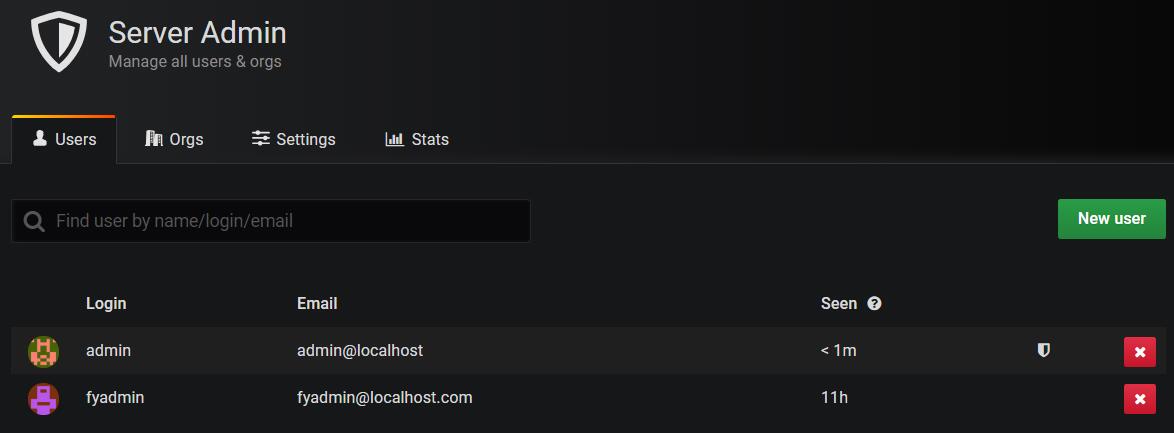 Server Admin
Manage all users & orgs
Users Orgs Settings Stats
Find user by name/login/email New user
Login Email Seen ?
admin admin@localhost < 1m
fyadmin fyadmin@localhost.com 11h